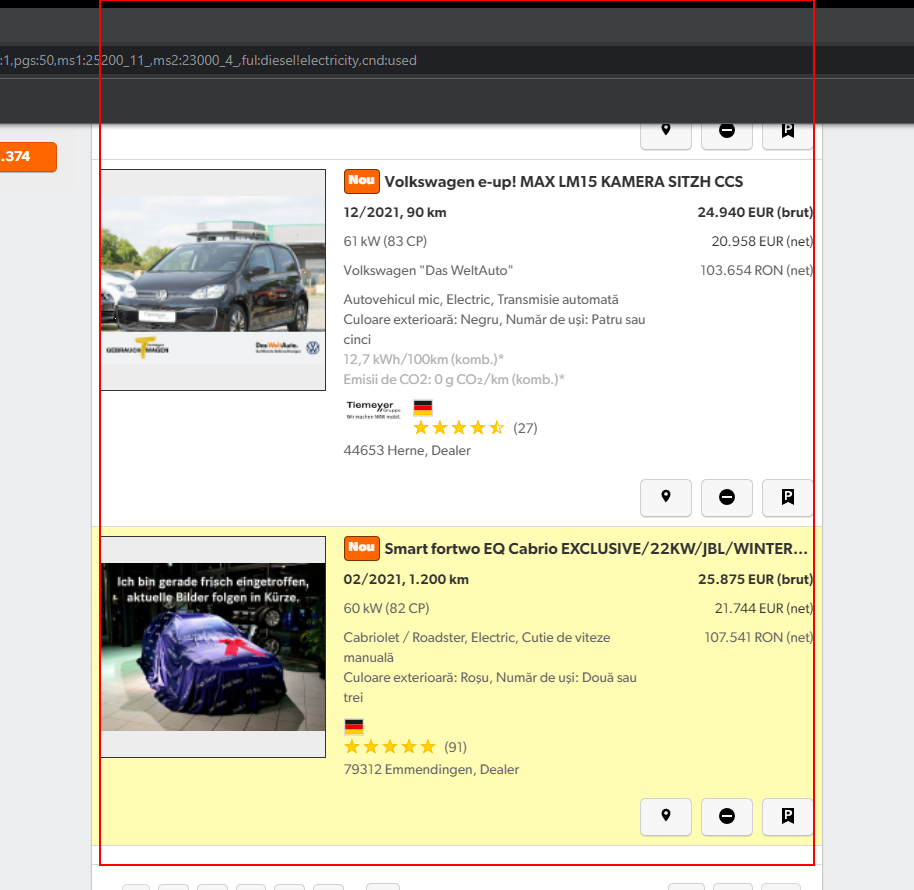 :1,pgs:50,ms1:25200_11_,ms2:23000_4_,ful:diesel!electricity,cnd:used
.374
Nou Volkswagen e-up! MAX LM15 KAMERA SITZH CCS
12/2021, 90 km
24.940 EUR (brut)
61 kW (83 CP)
20.958 EUR (net)
Volkswagen "Das WeltAuto"
103.654 RON (net)
Autovehicul mic, Electric, Transmisie automată
Culoare exterioară: Negru, Număr de uși: Patru sau
cinci
12,7 kWh/100km (komb.)*
Emisii de CO2: 0 g CO₂/km (komb.)*
GEBRAUCHTWAGEN
Das WeltAuto.
Tiemeyer
Gruppe
Wir machen NRW mobil.
(27)
44653 Herne, Dealer
P
Nou Smart fortwo EQ Cabrio EXCLUSIVE/22KW/JBL/WINTER...
Ich bin gerade frisch eingetroffen,
aktuelle Bilder folgen in Kürze.
02/2021, 1.200 km
25.875 EUR (brut)
60 kW (82 CP)
21.744 EUR (net)
Cabriolet / Roadster, Electric, Cutie de viteze
manuală
107.541 RON (net)
Culoare exterioară: Roșu, Număr de uși: Două sau
trei
(91)
79312 Emmendingen, Dealer
P